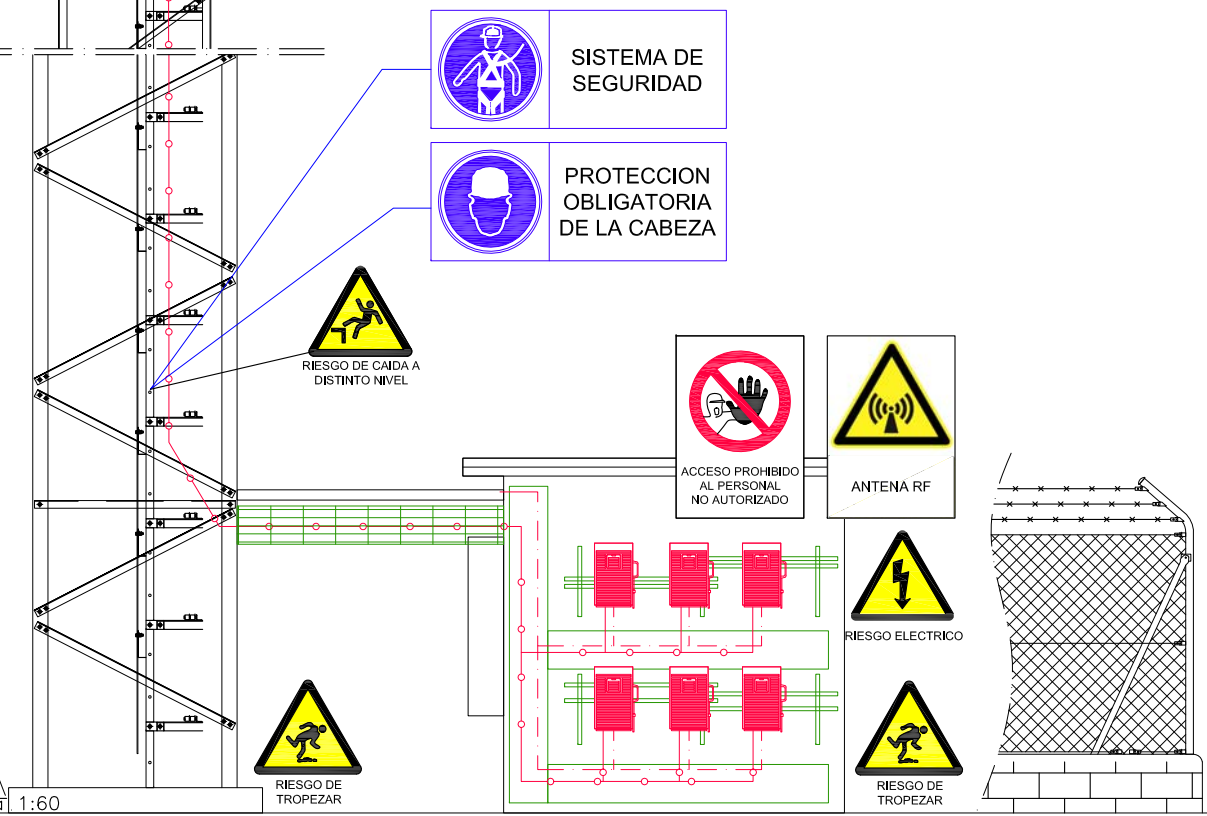 SISTEMA DE
SEGURIDAD
PROTECCION
OBLIGATORIA
DE LA CABEZA
RIESGO DE CAIDA A
DISTINTO NIVEL
ACCESO PROHIBIDO
AL PERSONAL
NO AUTORIZADO
ANTENA RF
RIESGO ELECTRICO
RIESGO DE
TROPEZAR
RIESGO DE
TROPEZAR
1:60